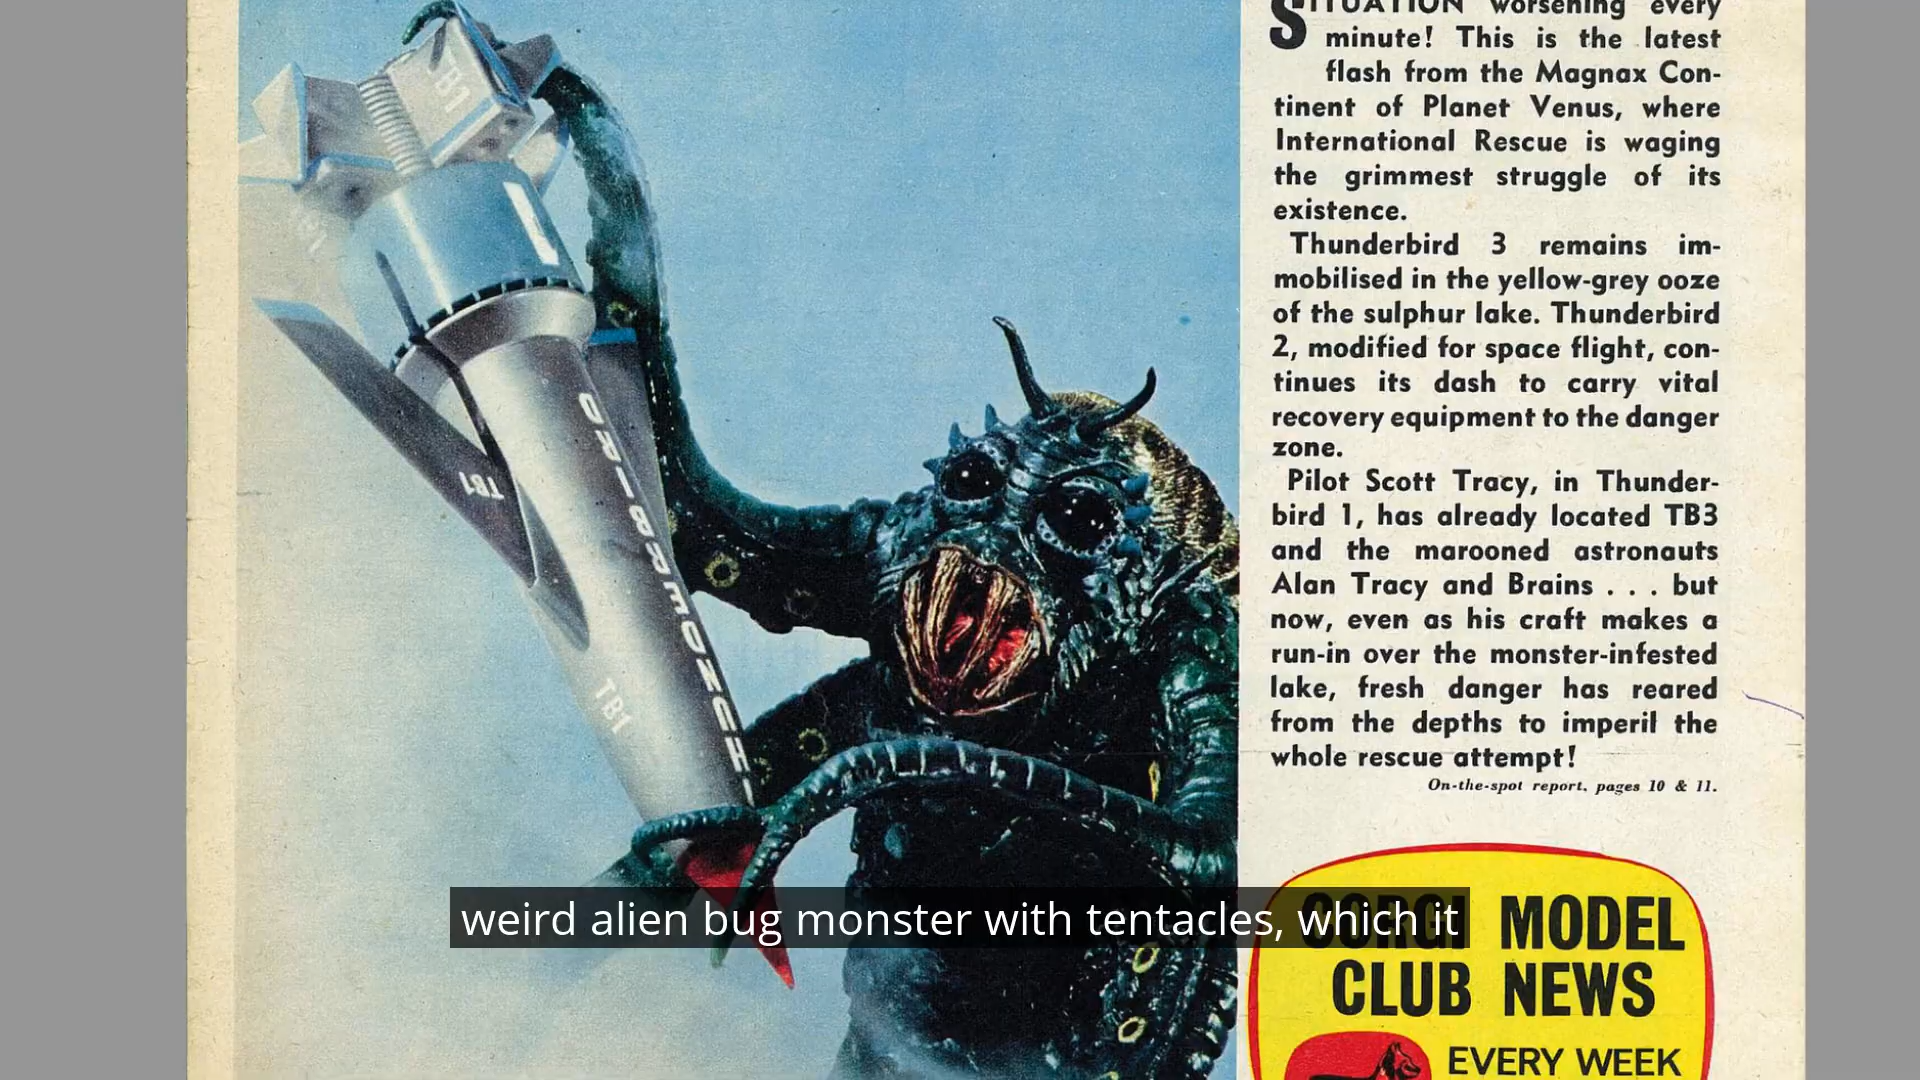 SITUATION worsening every
minute! This is the latest
flash from the Magnax Con-
tinent of Planet Venus, where
International Rescue is waging
the grimmest struggle of its
existence.
Thunderbird 3 remains im-
mobilised in the yellow-grey ooze
of the sulphur lake. Thunderbird
2, modified for space flight, con-
tinues its dash to carry vital
recovery equipment to the danger
zone.
Pilot Scott Tracy, in Thunder-
bird 1, has already located TB3
and the marooned astronauts
Alan Tracy and Brains . . . but
now, even as his craft makes a
run-in over the monster-infested
lake, fresh danger has reared
from the depths to imperil the
whole rescue attempt!
On-the-spot report, pages 10 & 11.
CORGI MODEL
CLUB NEWS
EVERY WEEK
TB1
TB1
TB1
weird alien bug monster with tentacles, which it